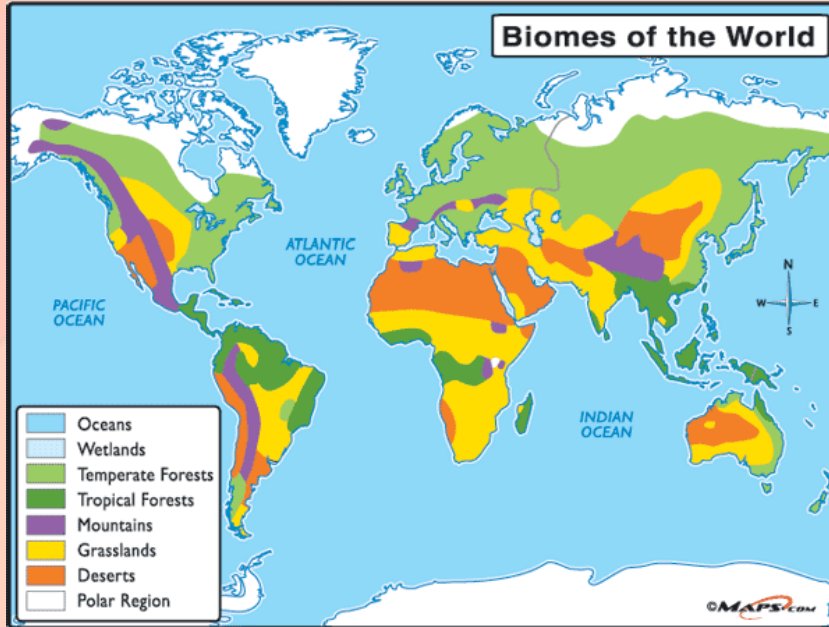 Biomes of the World
ATLANTIC
OCEAN
PACIFIC
OCEAN
N
W
E
S
INDIAN
OCEAN
Oceans
Wetlands
Temperate Forests
Tropical Forests
Mountains
Grasslands
Deserts
Polar Region
©MAPS.COM